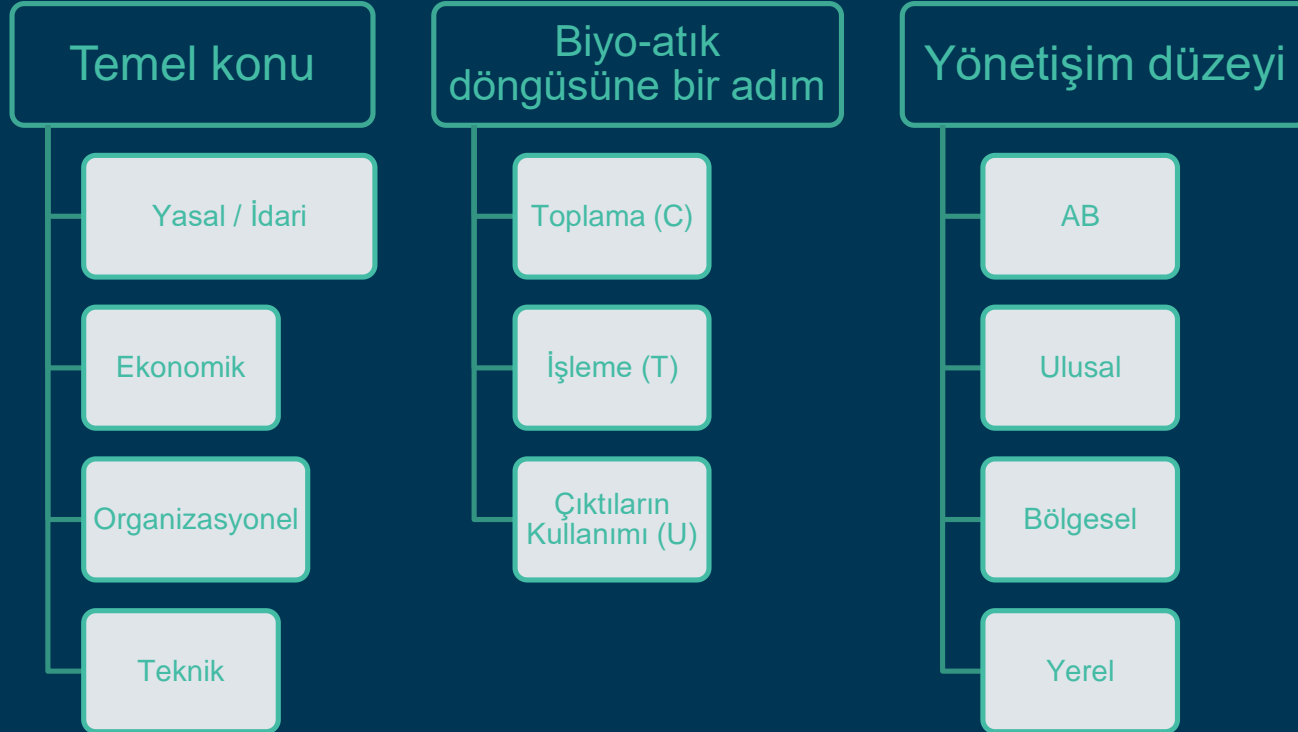 Temel konu
Yasal / İdari
Ekonomik
Organizasyonel
Teknik
Biyo-atık
döngüsüne bir adım
Toplama (C)
İşleme (T)
Çıktıların
Kullanımı (U)
Yönetişim düzeyi
AB
Ulusal
Bölgesel
Yerel